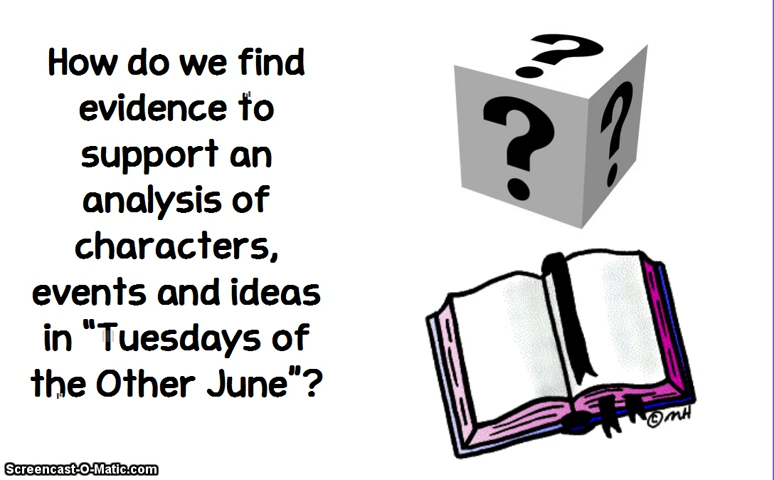 How do we find
evidence to
support an
analysis of
characters,
events and ideas
in "Tuesdays of
the Other June"?
? ? ?
©MH
Screencast-O-Matic.com